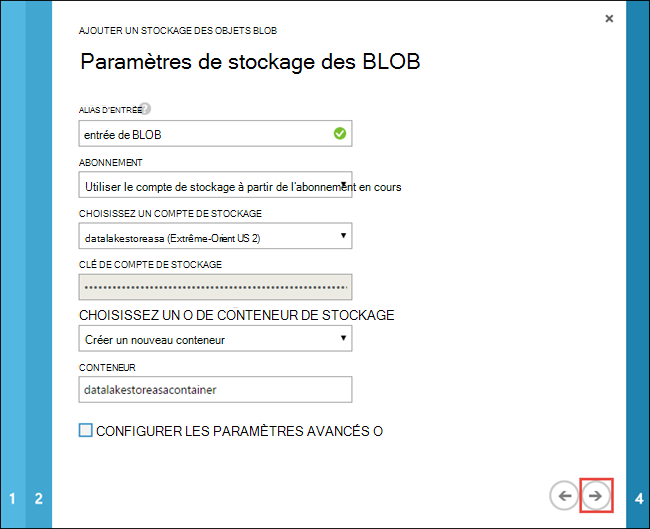 ×
AJOUTER UN STOCKAGE DES OBJETS BLOB
Paramètres de stockage des BLOB
ALIAS D'ENTRÉE ?
entrée de BLOB
ABONNEMENT
Utiliser le compte de stockage à partir de l'abonnement en cours
CHOISISSEZ UN COMPTE DE STOCKAGE
datalakestoreasa (Extrême-Orient US 2)
CLÉ DE COMPTE DE STOCKAGE
CHOISISSEZ UN O DE CONTENEUR DE STOCKAGE
Créer un nouveau conteneur
CONTENEUR
datalakestoreasacontainer
CONFIGURER LES PARAMÈTRES AVANCÉS O
1 2 4